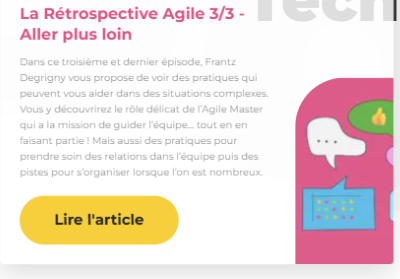 Tech
La Rétrospective Agile 3/3 -
Aller plus loin
Dans ce troisième et dernier épisode, Frantz
Degrigny vous propose de voir des pratiques qui
peuvent vous aider dans des situations complexes.
Vous y découvrirez le rôle délicat de l'Agile Master
qui a la mission de guider l'équipe... tout en en
faisant partie ! Mais aussi des pratiques pour
prendre soin des relations dans l'équipe puis des
pistes pour s'organiser lorsque l'on est nombreux.
Lire l'article